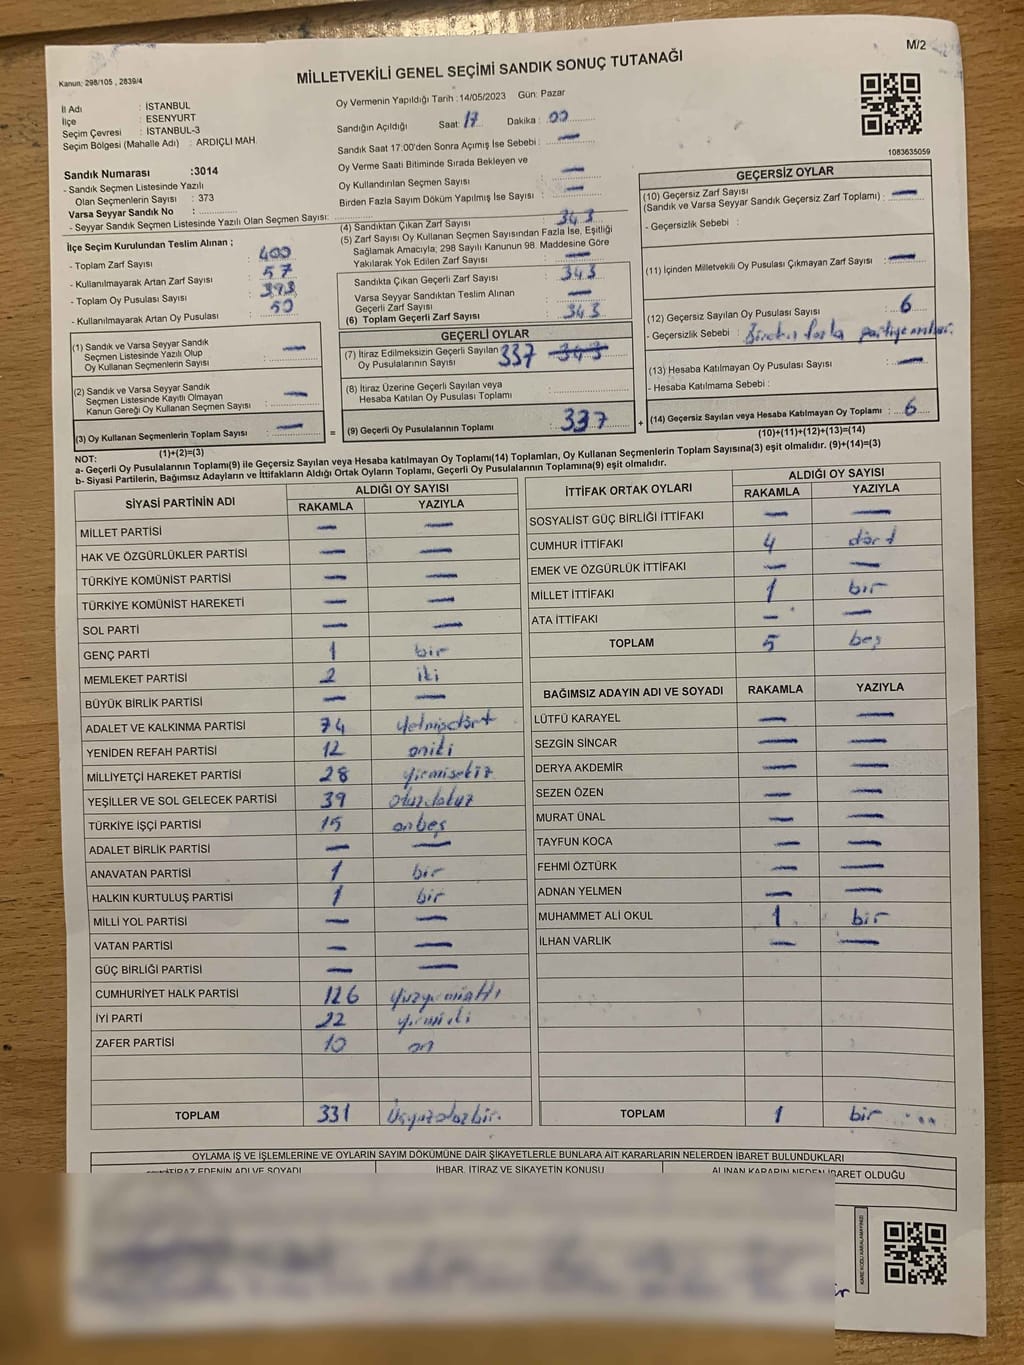 M/2
Kanun: 298/105 , 2839/4
MİLLETVEKİLİ GENEL SEÇİMİ SANDIK SONUÇ TUTANAĞI
İl Adı : İSTANBUL
İlçe : ESENYURT
Seçim Çevresi : İSTANBUL-3
Seçim Bölgesi (Mahalle Adı) : ARDIÇLI MAH
Sandık Numarası :3014
- Sandık Seçmen Listesinde Yazılı
Olan Seçmenlerin Sayısı : 373
Varsa Seyyar Sandık No :
- Seyyar Sandık Seçmen Listesinde Yazılı Olan Seçmen Sayısı:
Oy Vermenin Yapıldığı Tarih :14/05/2023 Gün: Pazar
Sandığın Açıldığı Saat: 17 Dakika : 00
Sandık Saat 17:00'den Sonra Açımış İse Sebebi : —
Oy Verme Saati Bitiminde Sırada Bekleyen ve
Oy Kullandırılan Seçmen Sayısı : —
Birden Fazla Sayım Döküm Yapılmış İse Sayısı : —
1083635059
İlçe Seçim Kurulundan Teslim Alınan ;
- Toplam Zarf Sayısı : 400
- Kullanılmayarak Artan Zarf Sayısı : 57
- Toplam Oy Pusulası Sayısı : 393
- Kullanılmayarak Artan Oy Pusulası : 50
(1) Sandık ve Varsa Seyyar Sandık
Seçmen Listesinde Yazılı Olup
Oy Kullanan Seçmenlerin Sayısı : —
(2) Sandık ve Varsa Seyyar Sandık
Seçmen Listesinde Kayıtlı Olmayan
Kanun Gereği Oy Kullanan Seçmen Sayısı : —
(3) Oy Kullanan Seçmenlerin Toplam Sayısı : —
(1)+(2)=(3)
(4) Sandıktan Çıkan Zarf Sayısı : 343
(5) Zarf Sayısı Oy Kullanan Seçmen Sayısından Fazla İse, Eşitliği
Sağlamak Amacıyla; 298 Sayılı Kanunun 98. Maddesine Göre
Yakılarak Yok Edilen Zarf Sayısı : —
Sandıkta Çıkan Geçerli Zarf Sayısı : 343
Varsa Seyyar Sandıktan Teslim Alınan
Geçerli Zarf Sayısı : —
(6) Toplam Geçerli Zarf Sayısı : 343
GEÇERLİ OYLAR
(7) İtiraz Edilmeksizin Geçerli Sayılan 337 343
Oy Pusulalarının Sayısı
(8) İtiraz Üzerine Geçerli Sayılan veya
Hesaba Katılan Oy Pusulası Toplamı :
= (9) Geçerli Oy Pusulalarının Toplamı : 337 +
GEÇERSİZ OYLAR
(10) Geçersiz Zarf Sayısı
(Sandık ve Varsa Seyyar Sandık Geçersiz Zarf Toplamı) : —
- Geçersizlik Sebebi :
(11) İçinden Milletvekili Oy Pusulası Çıkmayan Zarf Sayısı : —
(12) Geçersiz Sayılan Oy Pusulası Sayısı : 6
- Geçersizlik Sebebi : Birden fazla partiye mühür.
(13) Hesaba Katılmayan Oy Pusulası Sayısı : —
- Hesaba Katılmama Sebebi :
(14) Geçersiz Sayılan veya Hesaba Katılmayan Oy Toplamı : 6
(10)+(11)+(12)+(13)=(14)
NOT:
a- Geçerli Oy Pusulalarının Toplamı(9) ile Geçersiz Sayılan veya Hesaba katılmayan Oy Toplamı(14) Toplamları, Oy Kullanan Seçmenlerin Toplam Sayısına(3) eşit olmalıdır. (9)+(14)=(3)
b- Siyasi Partilerin, Bağımsız Adayların ve İttifakların Aldığı Ortak Oyların Toplamı, Geçerli Oy Pusulalarının Toplamına(9) eşit olmalıdır.
SİYASİ PARTİNİN ADI ALDIĞI OY SAYISI
RAKAMLA YAZIYLA
MİLLET PARTİSİ — —
HAK VE ÖZGÜRLÜKLER PARTİSİ — —
TÜRKİYE KOMÜNİST PARTİSİ — —
TÜRKİYE KOMÜNİST HAREKETİ — —
SOL PARTİ — —
GENÇ PARTİ 1 bir
MEMLEKET PARTİSİ 2 iki
BÜYÜK BİRLİK PARTİSİ — —
ADALET VE KALKINMA PARTİSİ 74 yetmişdört
YENİDEN REFAH PARTİSİ 12 oniki
MİLLİYETÇİ HAREKET PARTİSİ 28 yirmisekiz
YEŞİLLER VE SOL GELECEK PARTİSİ 39 otuzdokuz
TÜRKİYE İŞÇİ PARTİSİ 15 onbeş
ADALET BİRLİK PARTİSİ — —
ANAVATAN PARTİSİ 1 bir
HALKIN KURTULUŞ PARTİSİ 1 bir
MİLLİ YOL PARTİSİ — —
VATAN PARTİSİ — —
GÜÇ BİRLİĞİ PARTİSİ — —
CUMHURİYET HALK PARTİSİ 126 yüzyirmialtı
İYİ PARTİ 22 yirmiiki
ZAFER PARTİSİ 10 on
TOPLAM 331 Üçyüzotuzbir.
İTTİFAK ORTAK OYLARI ALDIĞI OY SAYISI
RAKAMLA YAZIYLA
SOSYALİST GÜÇ BİRLİĞİ İTTİFAKI — —
CUMHUR İTTİFAKI 4 dört
EMEK VE ÖZGÜRLÜK İTTİFAKI — —
MİLLET İTTİFAKI 1 bir
ATA İTTİFAKI — —
TOPLAM 5 beş
BAĞIMSIZ ADAYIN ADI VE SOYADI RAKAMLA YAZIYLA
LÜTFÜ KARAYEL — —
SEZGİN SİNCAR — —
DERYA AKDEMİR — —
SEZEN ÖZEN — —
MURAT ÜNAL — —
TAYFUN KOCA — —
FEHMİ ÖZTÜRK — —
ADNAN YELMEN — —
MUHAMMET ALİ OKUL 1 bir
İLHAN VARLIK — —
TOPLAM 1 bir
OYLAMA İŞ VE İŞLEMLERİNE VE OYLARIN SAYIM DÖKÜMÜNE DAİR ŞİKAYETLERLE BUNLARA AİT KARARLARIN NELERDEN İBARET BULUNDUKLARI
İTİRAZ EDENİN ADI VE SOYADI İHBAR, İTİRAZ VE ŞİKAYETİN KONUSU ALINAN KARARIN NEDEN İBARET OLDUĞU
KARE KODU KARALAMAYINIZ!